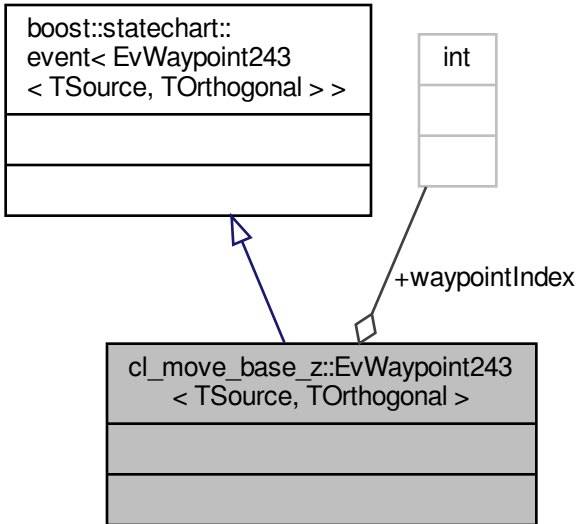 boost::statechart::
event< EvWaypoint243
< TSource, TOrthogonal > >
int
+waypointIndex
cl_move_base_z::EvWaypoint243
< TSource, TOrthogonal >